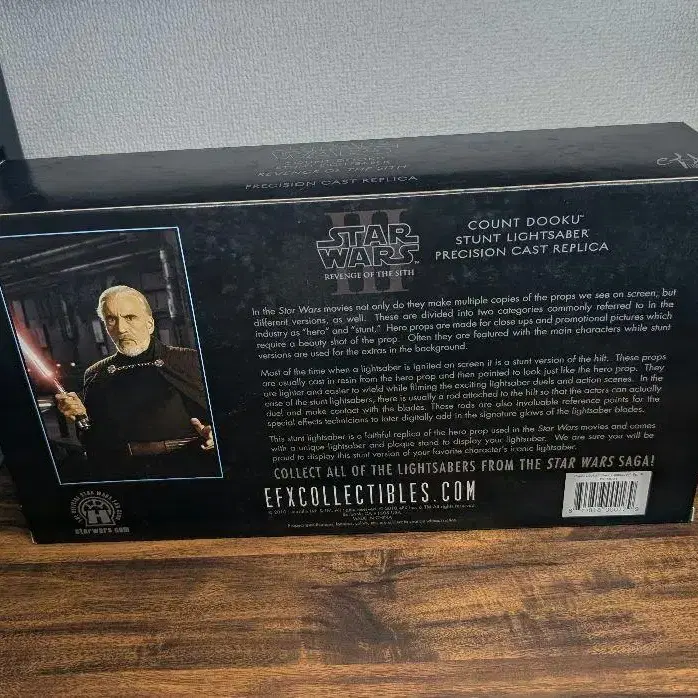 REVENGE OF THE SITH
PRECISION CAST REPLICA
efx
III
STAR
WARS
REVENGE OF THE SITH
COUNT DOOKU™
STUNT LIGHTSABER
PRECISION CAST REPLICA
In the Star Wars movies not only do they make multiple copies of the props we see on screen, but
different versions, as well. These are divided into two categories commonly referred to in the
industry as "hero" and "stunt." Hero props are made for close ups and promotional pictures which
require a beauty shot of the prop. Often they are featured with the main characters while stunt
versions are used for the extras in the background.
Most of the time when a lightsaber is ignited on screen it is a stunt version of the hilt. These props
are usually cast in resin from the hero prop and then painted to look just like the hero prop. They
are lighter and easier to wield while filming the exciting lightsaber duels and action scenes. In the
case of the stunt lightsabers, there is usually a rod attached to the hilt so that the actors can actually
duel and make contact with the blades. These rods are also invaluable reference points for the
special effects technicians to later digitally add in the signature glows of the lightsaber blades.
This stunt lightsaber is a faithful replica of the hero prop used in the Star Wars movies and comes
with a unique lightsaber and plaque stand to display your lightsaber. We are sure you will be
proud to display this stunt version of your favorite character's iconic lightsaber.
COLLECT ALL OF THE LIGHTSABERS FROM THE STAR WARS SAGA!
EFXCOLLECTIBLES.COM
MADE IN CHINA
starwars.com